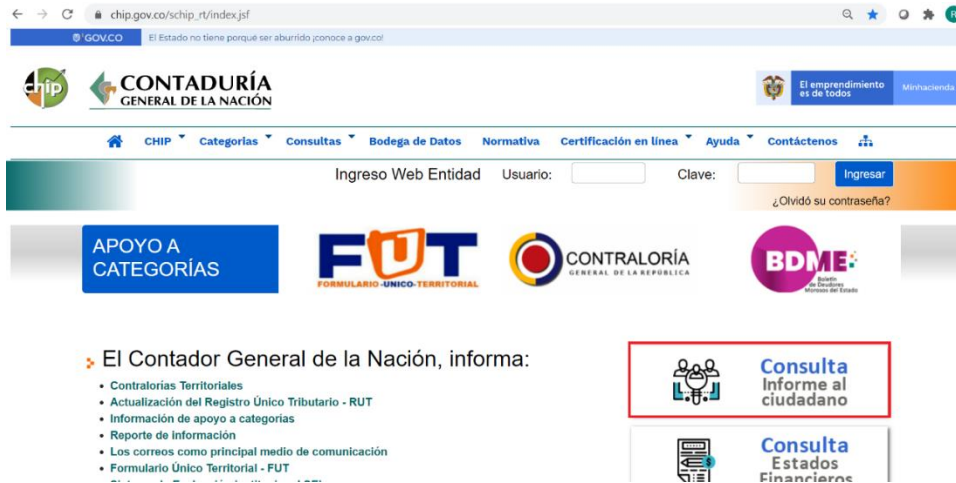 chip.gov.co/schip_rt/index.jsf
GOV.CO El Estado no tiene porqué ser aburrido ¡conoce a gov.co!
chip
CONTADURÍA
GENERAL DE LA NACIÓN
El emprendimiento
es de todos
Minhacienda
CHIP Categorias Consultas Bodega de Datos Normativa Certificación en línea Ayuda Contáctenos
Ingreso Web Entidad Usuario: Clave: Ingresar
¿Olvidó su contraseña?
APOYO A
CATEGORÍAS
FUT
FORMULARIO-UNICO-TERRITORIAL
CONTRALORÍA
GENERAL DE LA REPÚBLICA
BDME
Boletín
de Deudores
Morosos del Estado
El Contador General de la Nación, informa:
• Contralorías Territoriales
• Actualización del Registro Único Tributario - RUT
• Información de apoyo a categorías
• Reporte de información
• Los correos como principal medio de comunicación
• Formulario Único Territorial - FUT
Consulta
Informe al
ciudadano
Consulta
Estados
Financieros